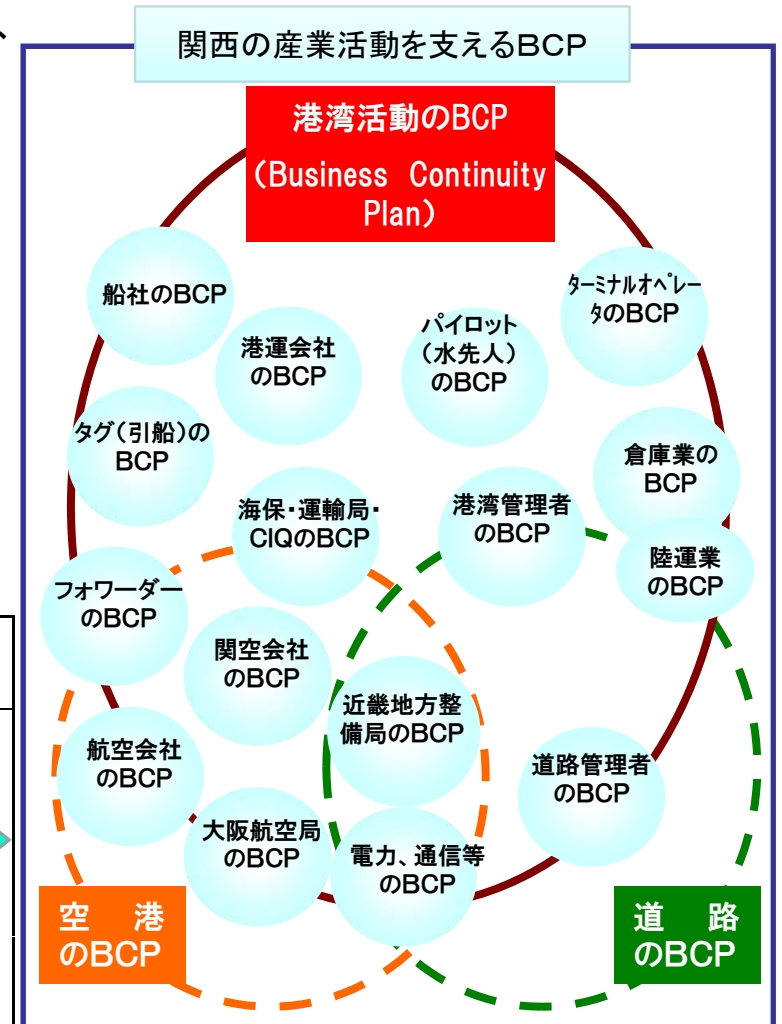 関西の産業活動を支えるBCP
港湾活動のBCP
(Business Continuity
Plan)
船社のBCP
港運会社
のBCP
パイロット
(水先人)
のBCP
ターミナルオペレー
タのBCP
タグ(引船)の
BCP
倉庫業の
BCP
海保・運輸局・
CIQのBCP
港湾管理者
のBCP
陸運業
のBCP
フォワーダー
のBCP
関空会社
のBCP
近畿地方整
備局のBCP
航空会社
のBCP
道路管理者
のBCP
大阪航空局
のBCP
電力、通信等
のBCP
空 港
のBCP
道 路
のBCP